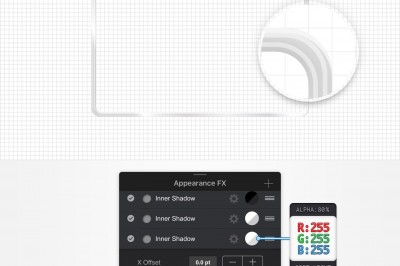 Appearance FX
Inner Shadow
Inner Shadow
Inner Shadow
ALPHA:80%
R:255
G:255
B:255
X Offset
0.0 pt